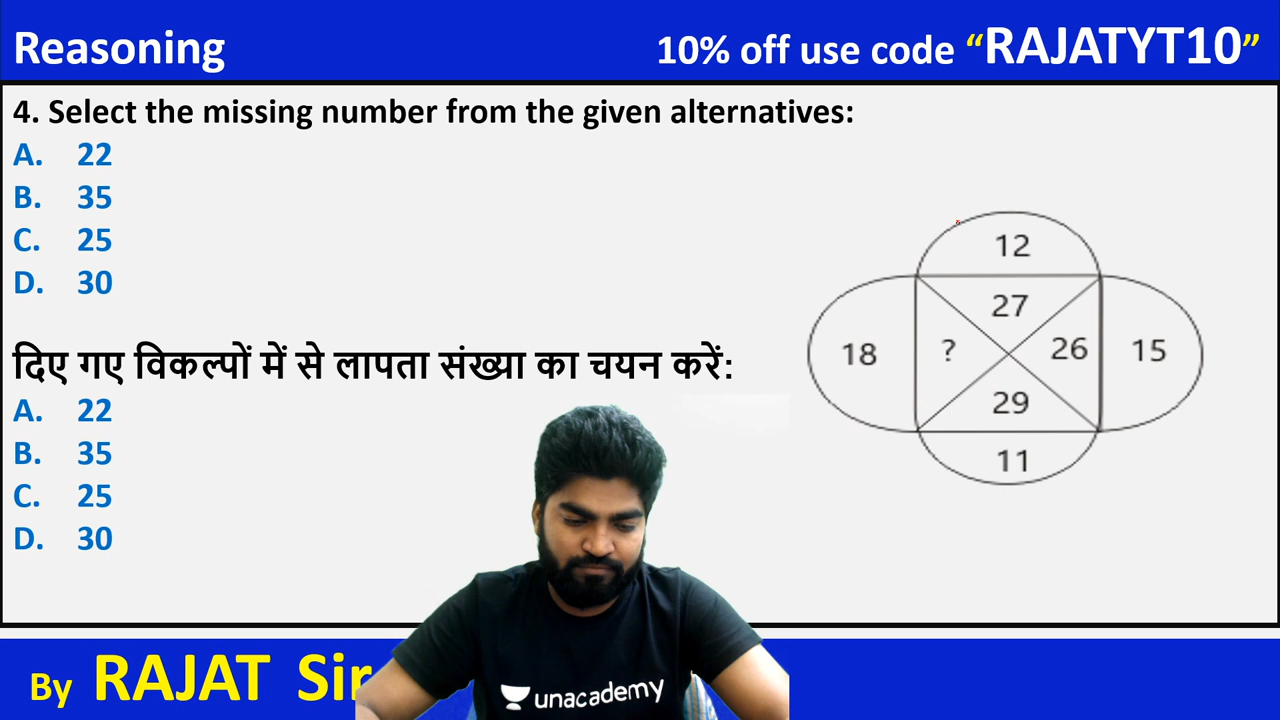 Reasoning
10% off use code “RAJATYT10”
4. Select the missing number from the given alternatives:
A. 22
B. 35
C. 25
D. 30
दिए गए विकल्पों में से लापता संख्या का चयन करें:
A. 22
B. 35
C. 25
D. 30
12
27
18 ? 26 15
29
11
By RAJAT Sir
unacademy